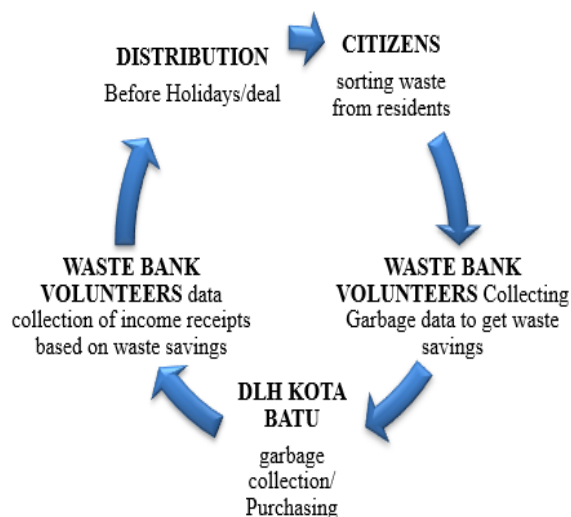 DISTRIBUTION
Before Holidays/deal
CITIZENS
sorting waste
from residents
WASTE BANK
VOLUNTEERS Collecting
Garbage data to get waste
savings
DLH KOTA
BATU
garbage
collection/
Purchasing
WASTE BANK
VOLUNTEERS data
collection of income receipts
based on waste savings